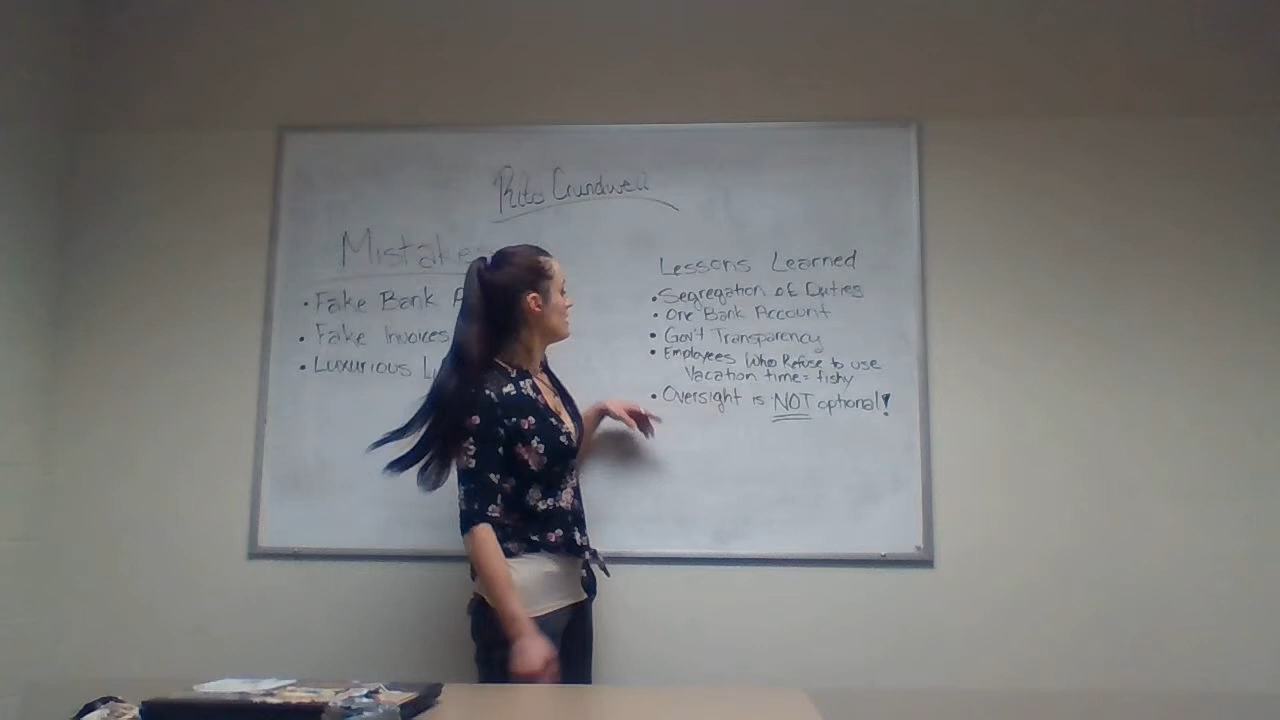 Rita Crundwell
Mistakes
• Fake Bank
• Fake Invoices
• Luxurious
Lessons Learned
• Segregation of Duties
• One Bank Account
• Gov't Transparency
• Employees Who Refuse to use
Vacation time = fishy
• Oversight is NOT optional!